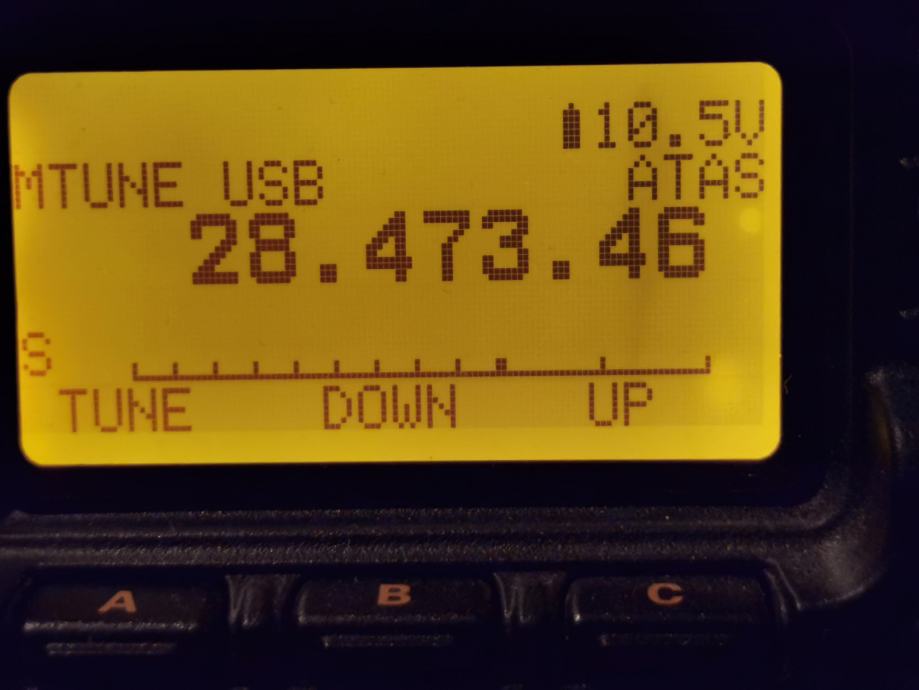 10.5V
MTUNE USB ATAS
28.473.46
S
TUNE DOWN UP
A B C